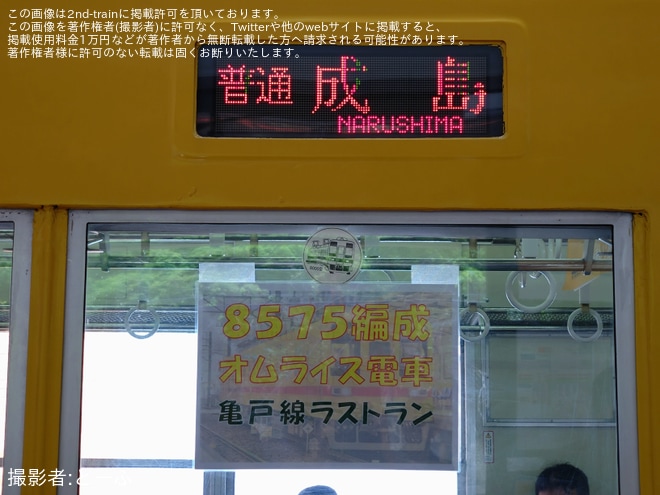 この画像は2nd-trainに掲載許可を頂いております。
この画像を著作権者(撮影者)に許可なく、Twitterや他のwebサイトに掲載すると、
掲載使用料金1万円などが著作者から無断転載した方へ請求される可能性があります。
著作権者様に許可のない転載は固くお断りいたします。
普通 成島
NARUSHIMA
8575編成
オムライス電車
亀戸線ラストラン
撮影者: